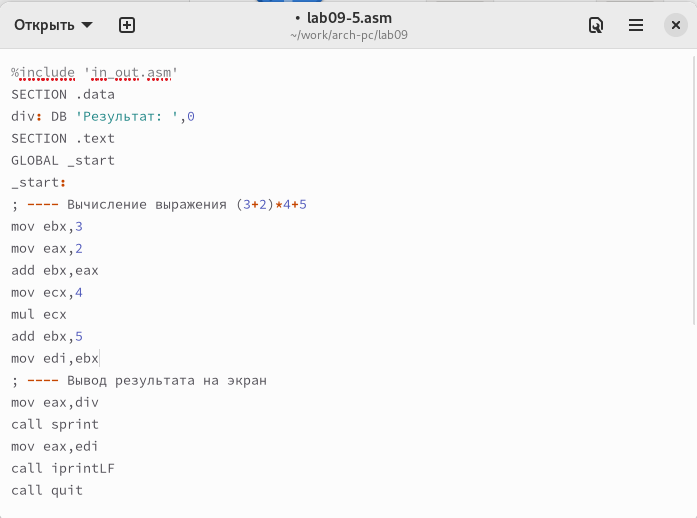 Открыть
• lab09-5.asm
~/work/arch-pc/lab09
%include 'in_out.asm'
SECTION .data
div: DB 'Результат: ',0
SECTION .text
GLOBAL _start
_start:
; ---- Вычисление выражения (3+2)*4+5
mov ebx,3
mov eax,2
add ebx,eax
mov ecx,4
mul ecx
add ebx,5
mov edi,ebx
; ---- Вывод результата на экран
mov eax,div
call sprint
mov eax,edi
call iprintLF
call quit